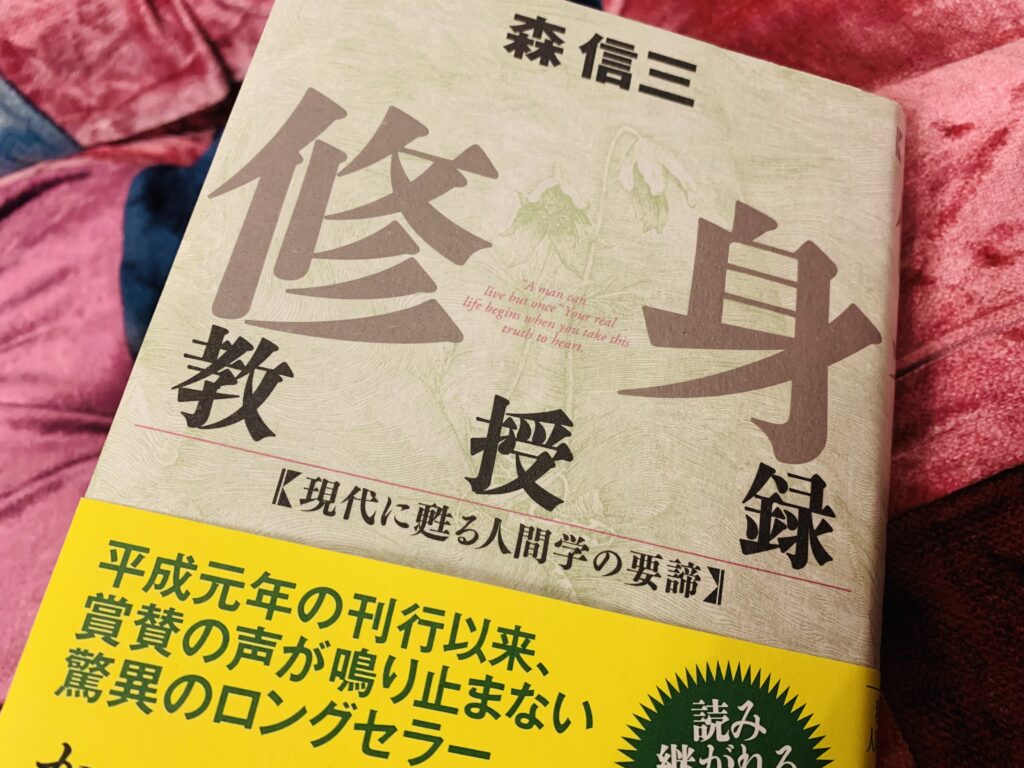 森 信三
修身
教授録
"A man can
live but once" Your real
life begins when you take this
truth to heart.
【現代に甦る人間学の要諦】
平成元年の刊行以来、
賞賛の声が鳴り止まない
驚異のロングセラー
読み
継がれる